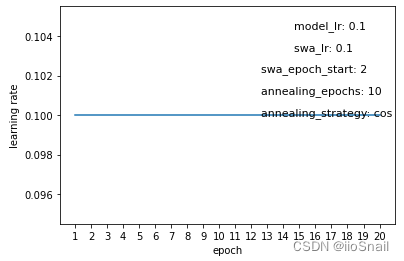 0.104
0.102
0.100
0.098
0.096
learning rate
model_lr: 0.1
swa_lr: 0.1
swa_epoch_start: 2
annealing_epochs: 10
annealing_strategy: cos
1 2 3 4 5 6 7 8 9 10 11 12 13 14 15 16 17 18 19 20
epoch
CSDN @iioSnail